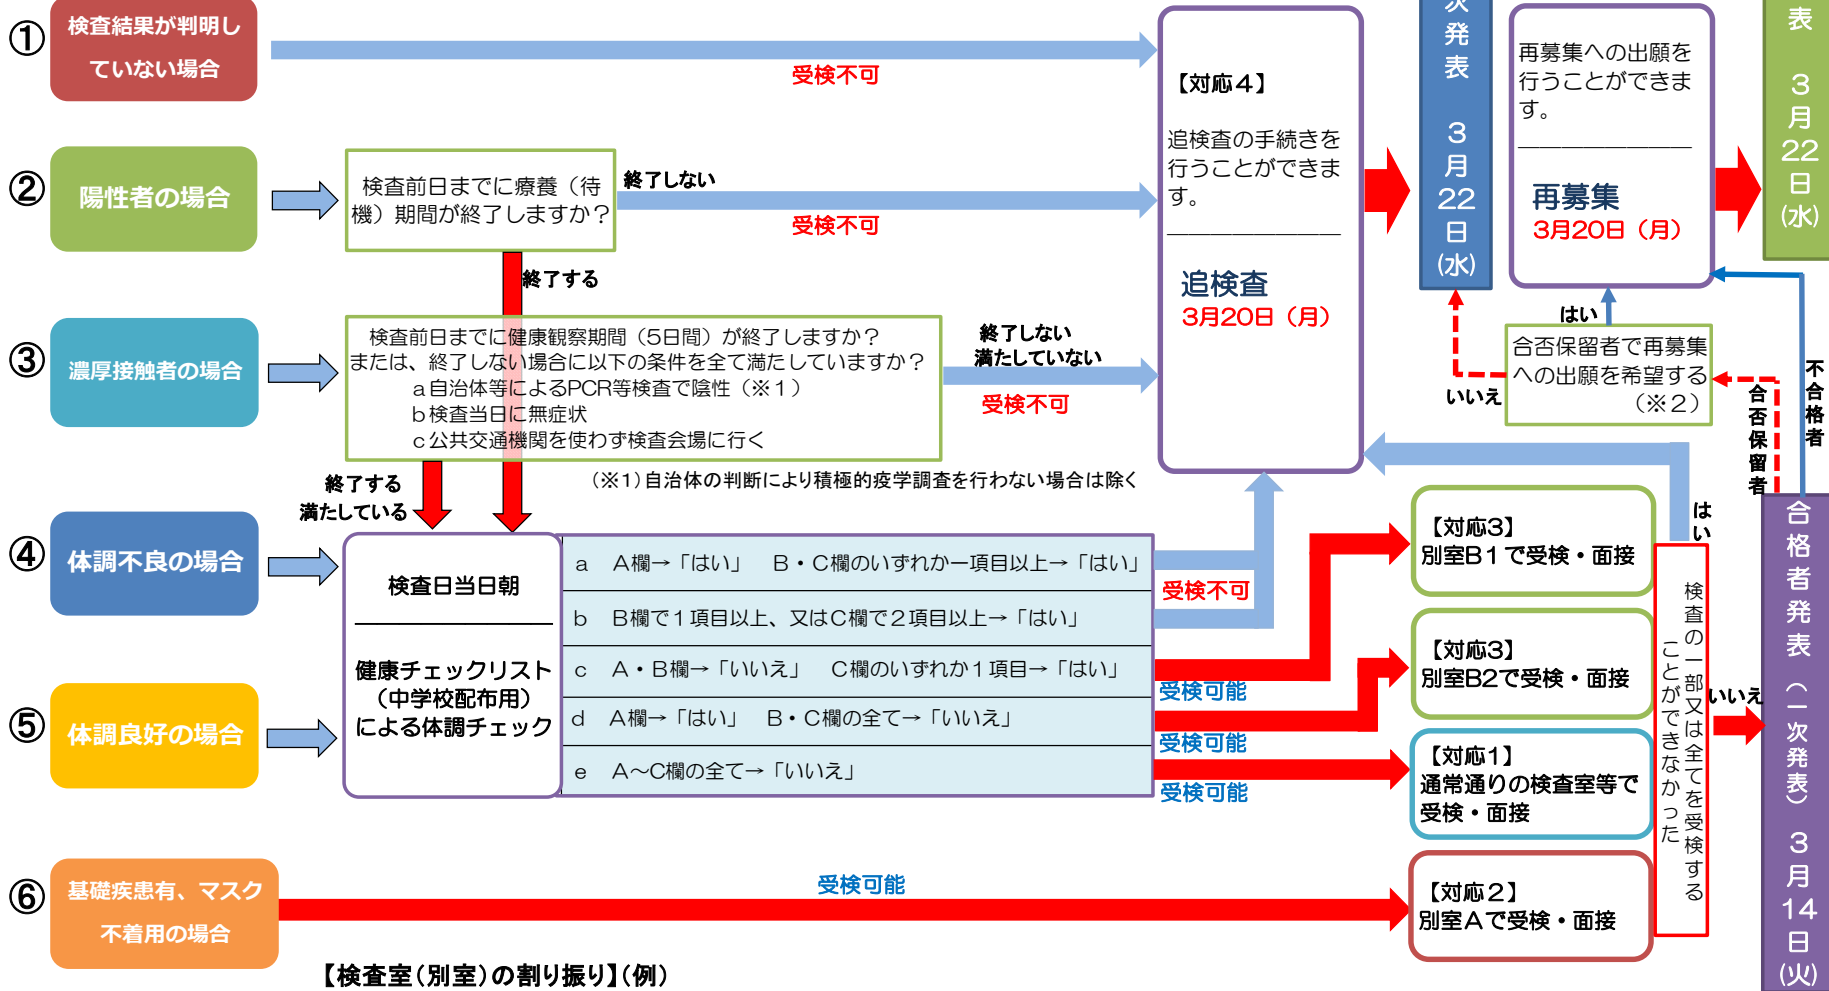 ①
検査結果が判明し
ていない場合
受検不可
②
陽性者の場合
検査前日までに療養（待
機）期間が終了しますか？
終了しない
受検不可
終了する
③
濃厚接触者の場合
検査前日までに健康観察期間（5日間）が終了しますか？
または、終了しない場合に以下の条件を全て満たしていますか？
a 自治体等によるPCR等検査で陰性（※１）
b 検査当日に無症状
c 公共交通機関を使わず検査会場に行く
終了しない
満たしていない
受検不可
（※1）自治体の判断により積極的疫学調査を行わない場合は除く
終了する
満たしている
④
体調不良の場合
⑤
体調良好の場合
検査日当日朝
健康チェックリスト
（中学校配布用）
による体調チェック
a　A欄→「はい」　B・C欄のいずれか一項目以上→「はい」
b　B欄で１項目以上、又はC欄で２項目以上→「はい」
c　A・B欄→「いいえ」　C欄のいずれか１項目→「はい」
d　A欄→「はい」　B・C欄の全て→「いいえ」
e　A～C欄の全て→「いいえ」
受検不可
受検可能
受検可能
受検可能
⑥
基礎疾患有、マスク
不着用の場合
受検可能
【対応４】
追検査の手続きを
行うことができま
す。
追検査
3月20日（月）
【対応3】
別室B1で受検・面接
【対応3】
別室B2で受検・面接
【対応1】
通常通りの検査室等で
受検・面接
【対応２】
別室Aで受検・面接
検査の一部又は全てを受検する
ことができなかった
はい
いいえ
次発表　3月22日(水)
再募集への出願を
行うことができま
す。
再募集
3月20日（月）
表　3月22日(水)
はい
合否保留者で再募集
への出願を希望する
（※２）
いいえ
合否保留者
不合格者
合格者発表（一次発表）　3月14日(火)
【検査室（別室）の割り振り】（例）